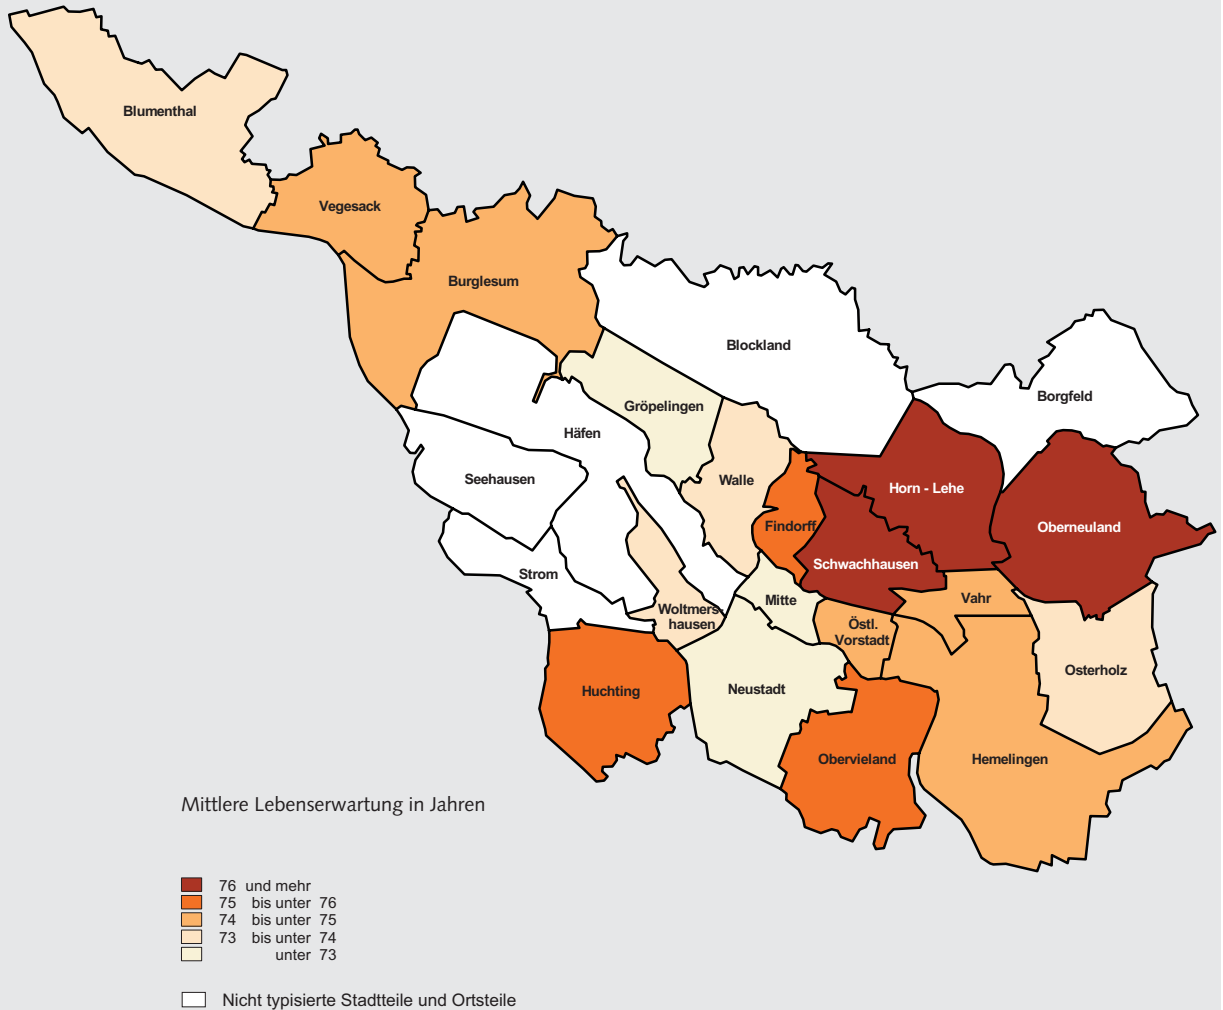 Blumenthal
Vegesack
Burglesum
Blockland
Borgfeld
Gröpelingen
Häfen
Seehausen
Walle
Horn - Lehe
Findorff
Oberneuland
Schwachhausen
Strom
Mitte
Vahr
Woltmers-
hausen
Östl.
Vorstadt
Osterholz
Huchting
Neustadt
Obervieland
Hemelingen
Mittlere Lebenserwartung in Jahren
76 und mehr
75 bis unter 76
74 bis unter 75
73 bis unter 74
unter 73
Nicht typisierte Stadtteile und Ortsteile